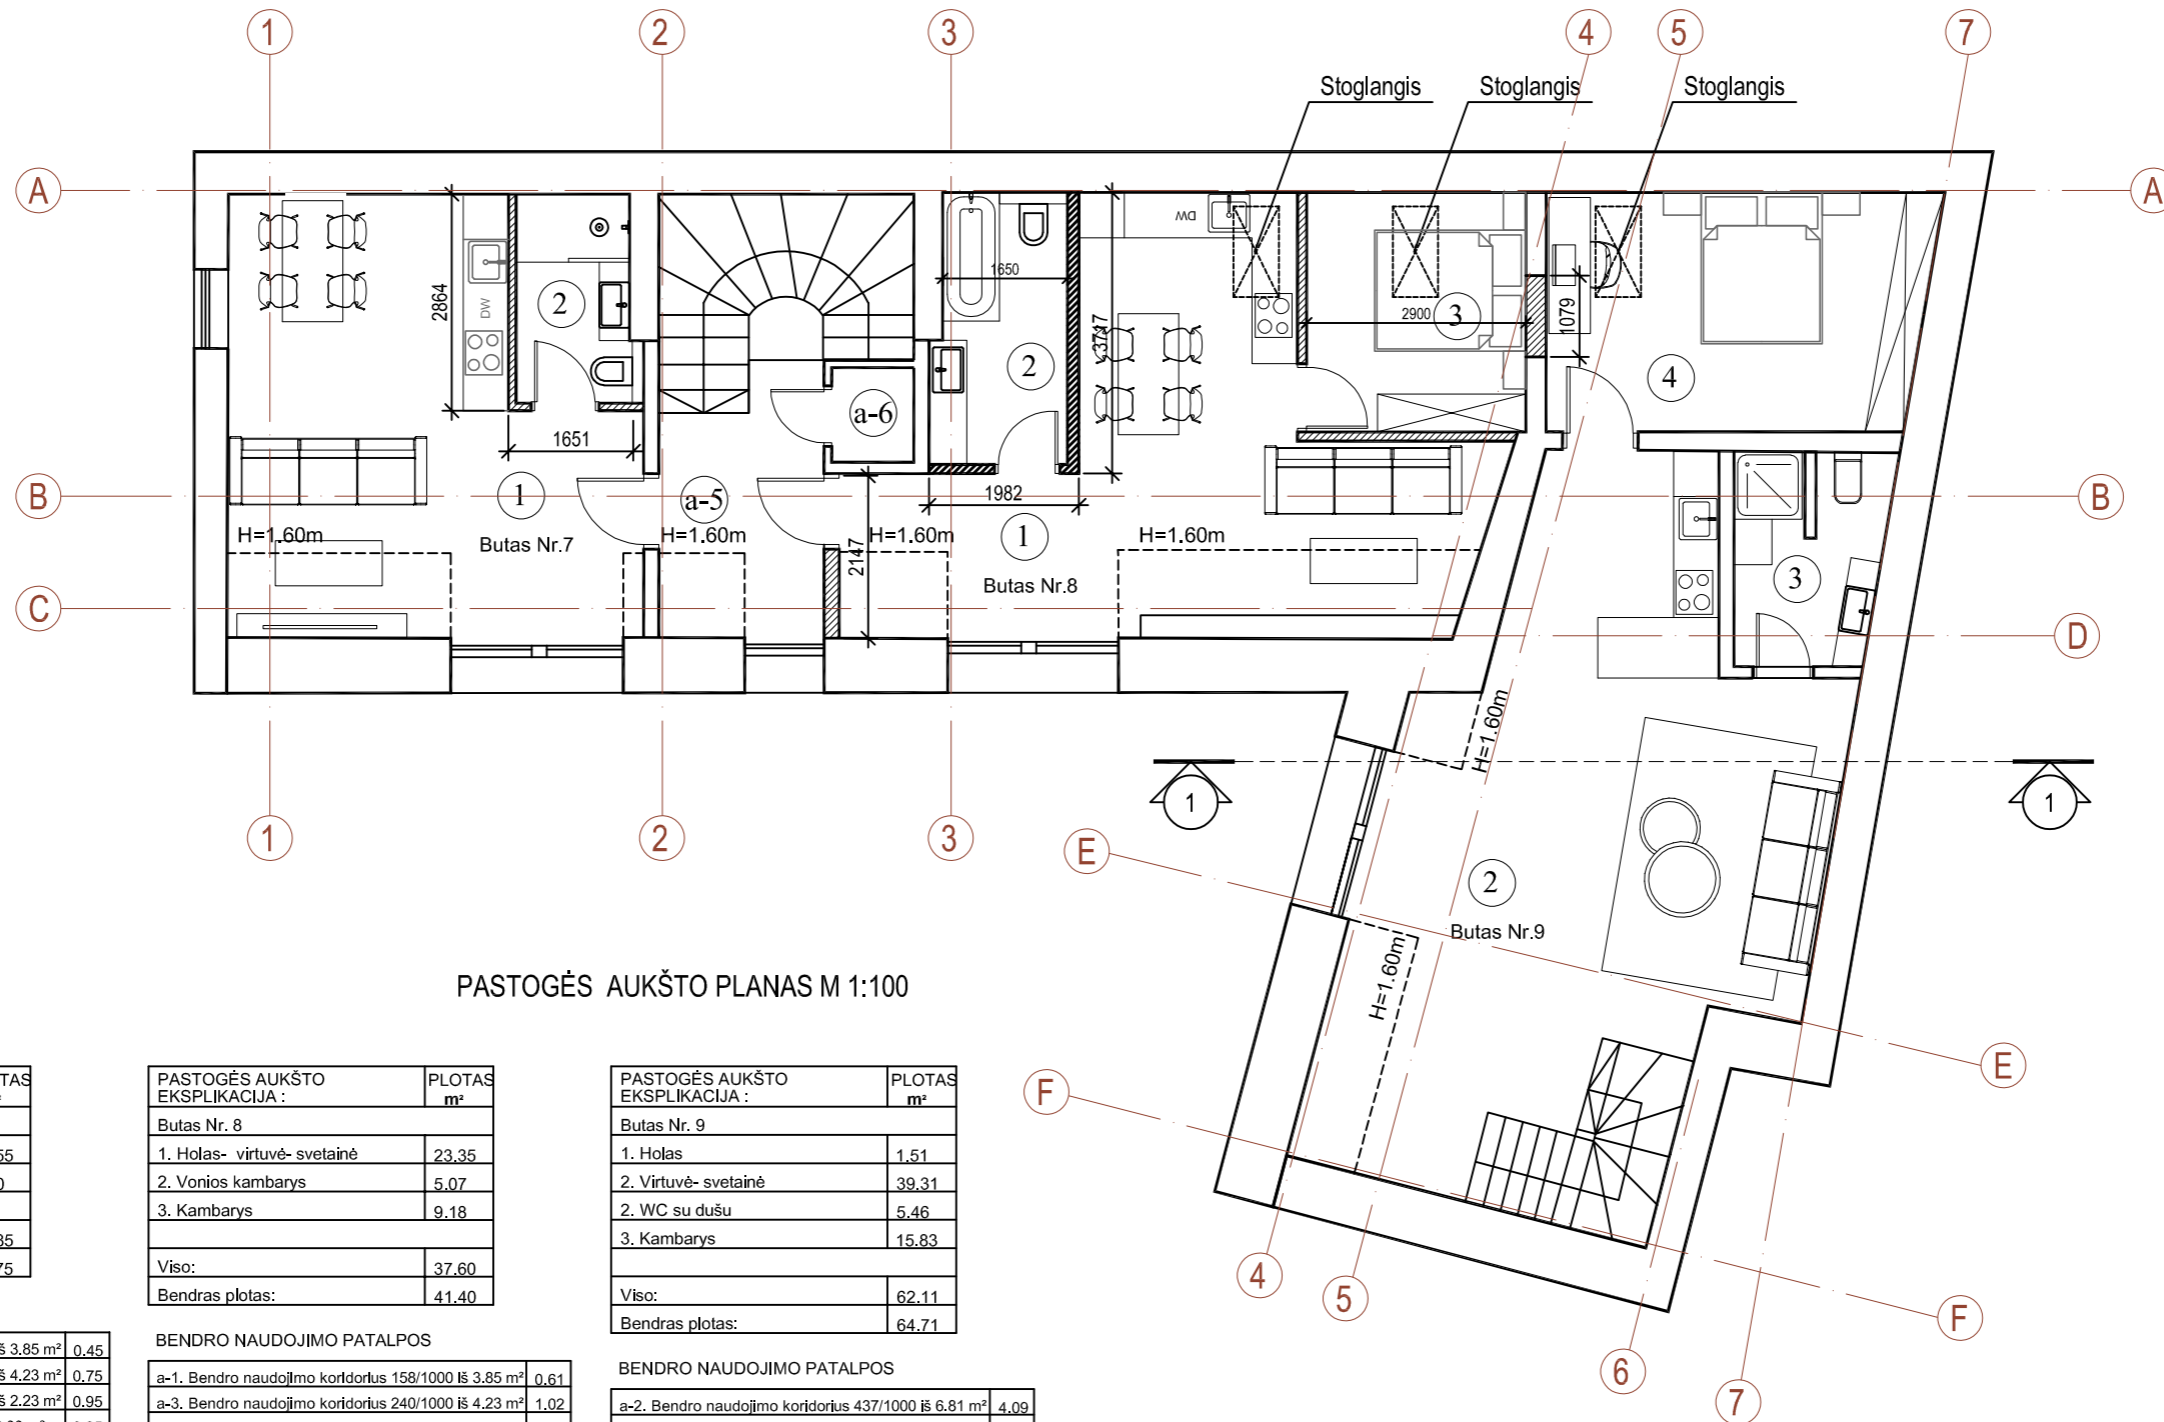 1 2 3 4 5 7
Stoglangis Stoglangis Stoglangis
A A
DW
1650
2864
DW
2
3717
2900
3
1079
2
4
a-6
1651
B 1 a-5 1982 1 B
H=1.60m H=1.60m H=1.60m H=1.60m
Butas Nr.7
2147
Butas Nr.8
3
C
D
H=1.60m
1 1
1 2 3 E
2
Butas Nr.9
H=1.60m
PASTOGĖS AUKŠTO PLANAS M 1:100
E
F
4
5
F
6
7
TAS
55
0
35
75
PASTOGĖS AUKŠTO PLOTAS
EKSPLIKACIJA : m²
Butas Nr. 8
1. Holas- virtuvė- svetainė 23.35
2. Vonios kambarys 5.07
3. Kambarys 9.18
Viso: 37.60
Bendras plotas: 41.40
PASTOGĖS AUKŠTO PLOTAS
EKSPLIKACIJA : m²
Butas Nr. 9
1. Holas 1.51
2. Virtuvė- svetainė 39.31
2. WC su dušu 5.46
3. Kambarys 15.83
Viso: 62.11
Bendras plotas: 64.71
š 3.85 m² 0.45
š 4.23 m² 0.75
š 2.23 m² 0.95
BENDRO NAUDOJIMO PATALPOS
a-1. Bendro naudojimo koridorius 158/1000 iš 3.85 m² 0.61
a-3. Bendro naudojimo koridorius 240/1000 iš 4.23 m² 1.02
BENDRO NAUDOJIMO PATALPOS
a-2. Bendro naudojimo koridorius 437/1000 iš 6.81 m² 4.09